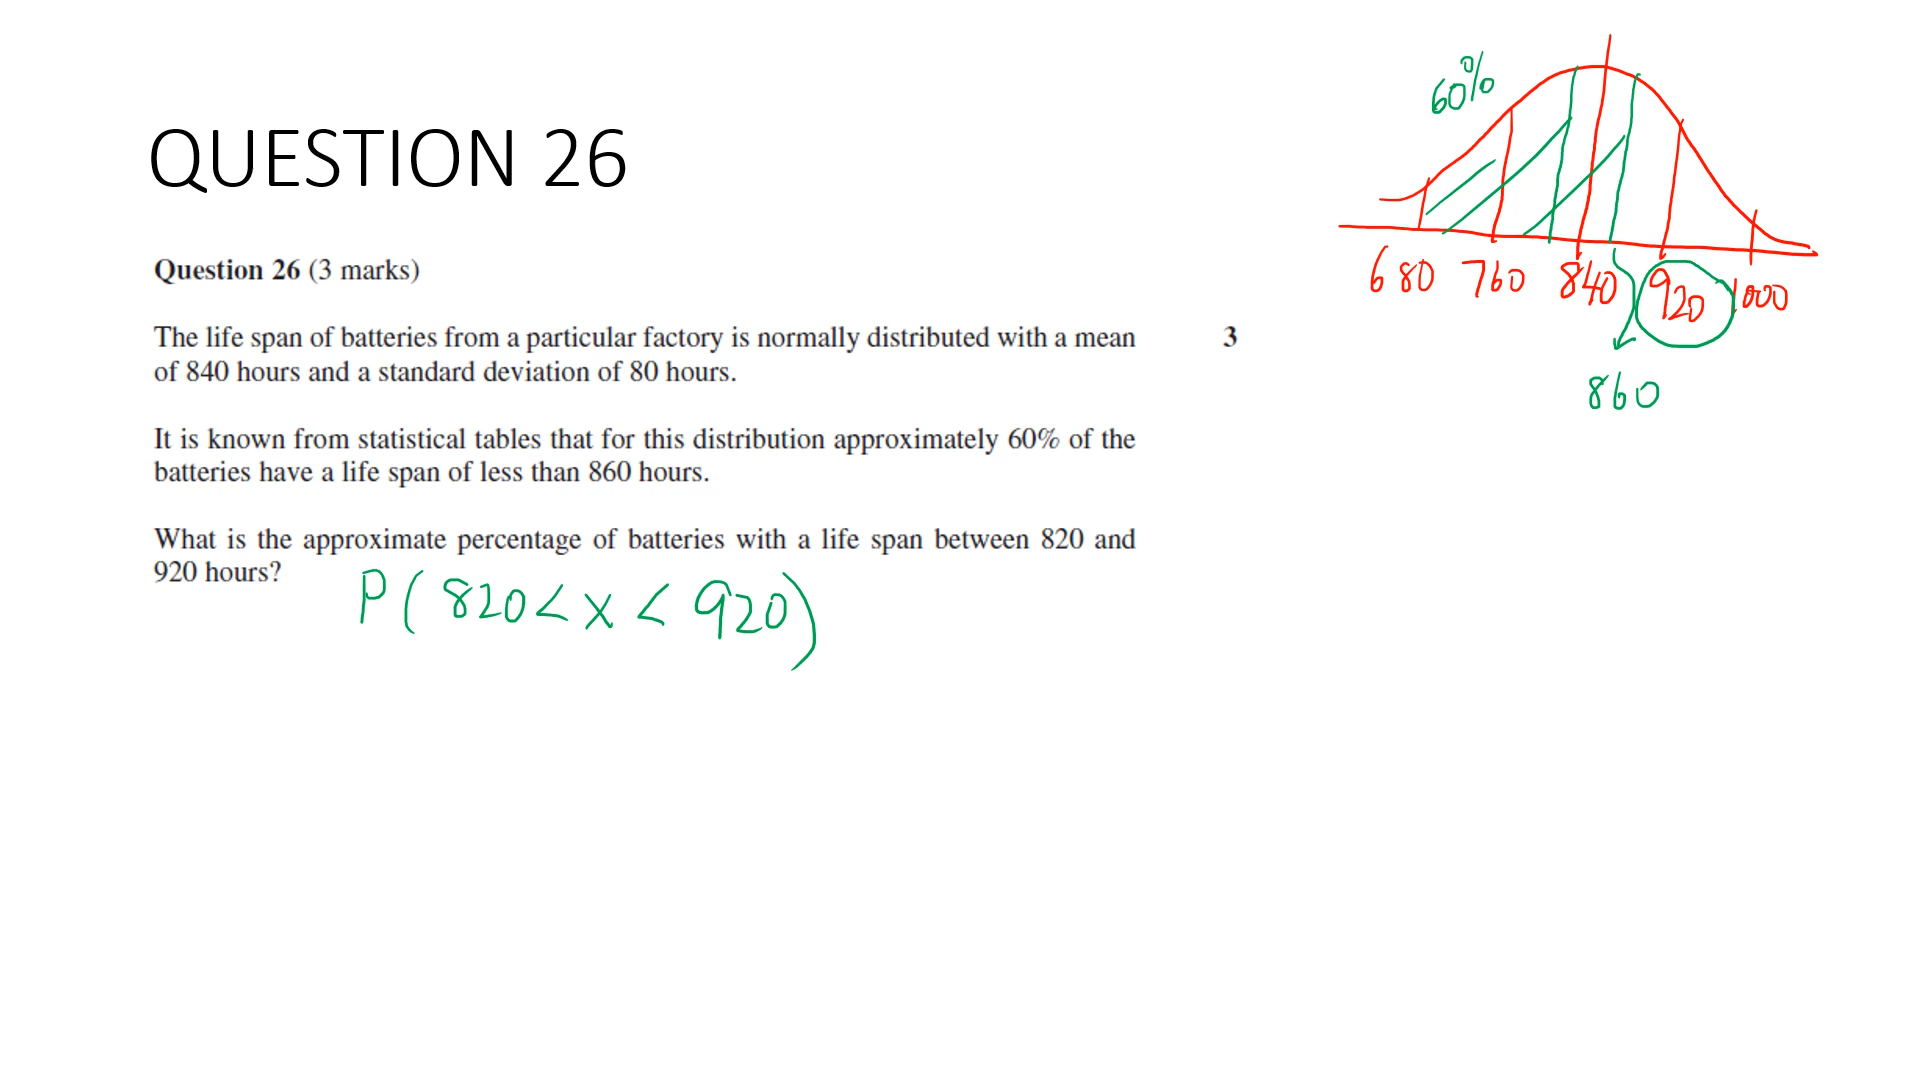 QUESTION 26
Question 26 (3 marks)
The life span of batteries from a particular factory is normally distributed with a mean 3
of 840 hours and a standard deviation of 80 hours.
It is known from statistical tables that for this distribution approximately 60% of the
batteries have a life span of less than 860 hours.
What is the approximate percentage of batteries with a life span between 820 and
920 hours?
P(820<x<920)
60%
680 760 840 920 1000
860